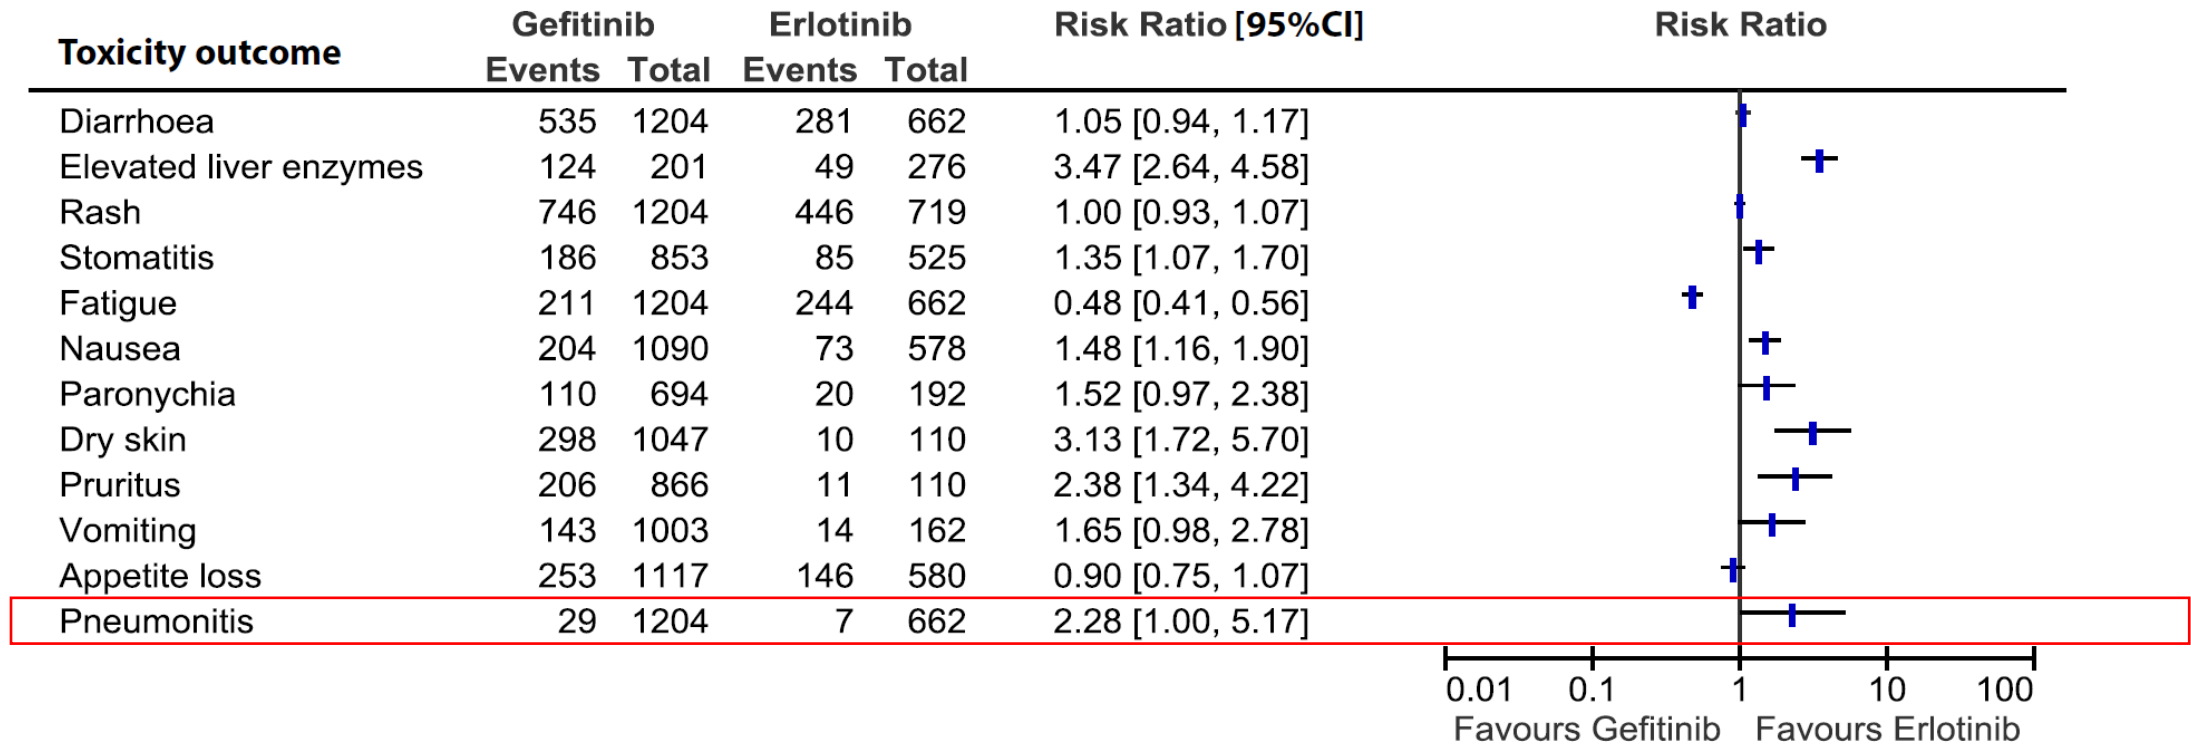 Toxicity outcome Gefitinib Erlotinib Risk Ratio [95%CI] Risk Ratio
Events Total Events Total
Diarrhoea 535 1204 281 662 1.05 [0.94, 1.17]
Elevated liver enzymes 124 201 49 276 3.47 [2.64, 4.58]
Rash 746 1204 446 719 1.00 [0.93, 1.07]
Stomatitis 186 853 85 525 1.35 [1.07, 1.70]
Fatigue 211 1204 244 662 0.48 [0.41, 0.56]
Nausea 204 1090 73 578 1.48 [1.16, 1.90]
Paronychia 110 694 20 192 1.52 [0.97, 2.38]
Dry skin 298 1047 10 110 3.13 [1.72, 5.70]
Pruritus 206 866 11 110 2.38 [1.34, 4.22]
Vomiting 143 1003 14 162 1.65 [0.98, 2.78]
Appetite loss 253 1117 146 580 0.90 [0.75, 1.07]
Pneumonitis 29 1204 7 662 2.28 [1.00, 5.17]
0.01 0.1 1 10 100
Favours Gefitinib Favours Erlotinib